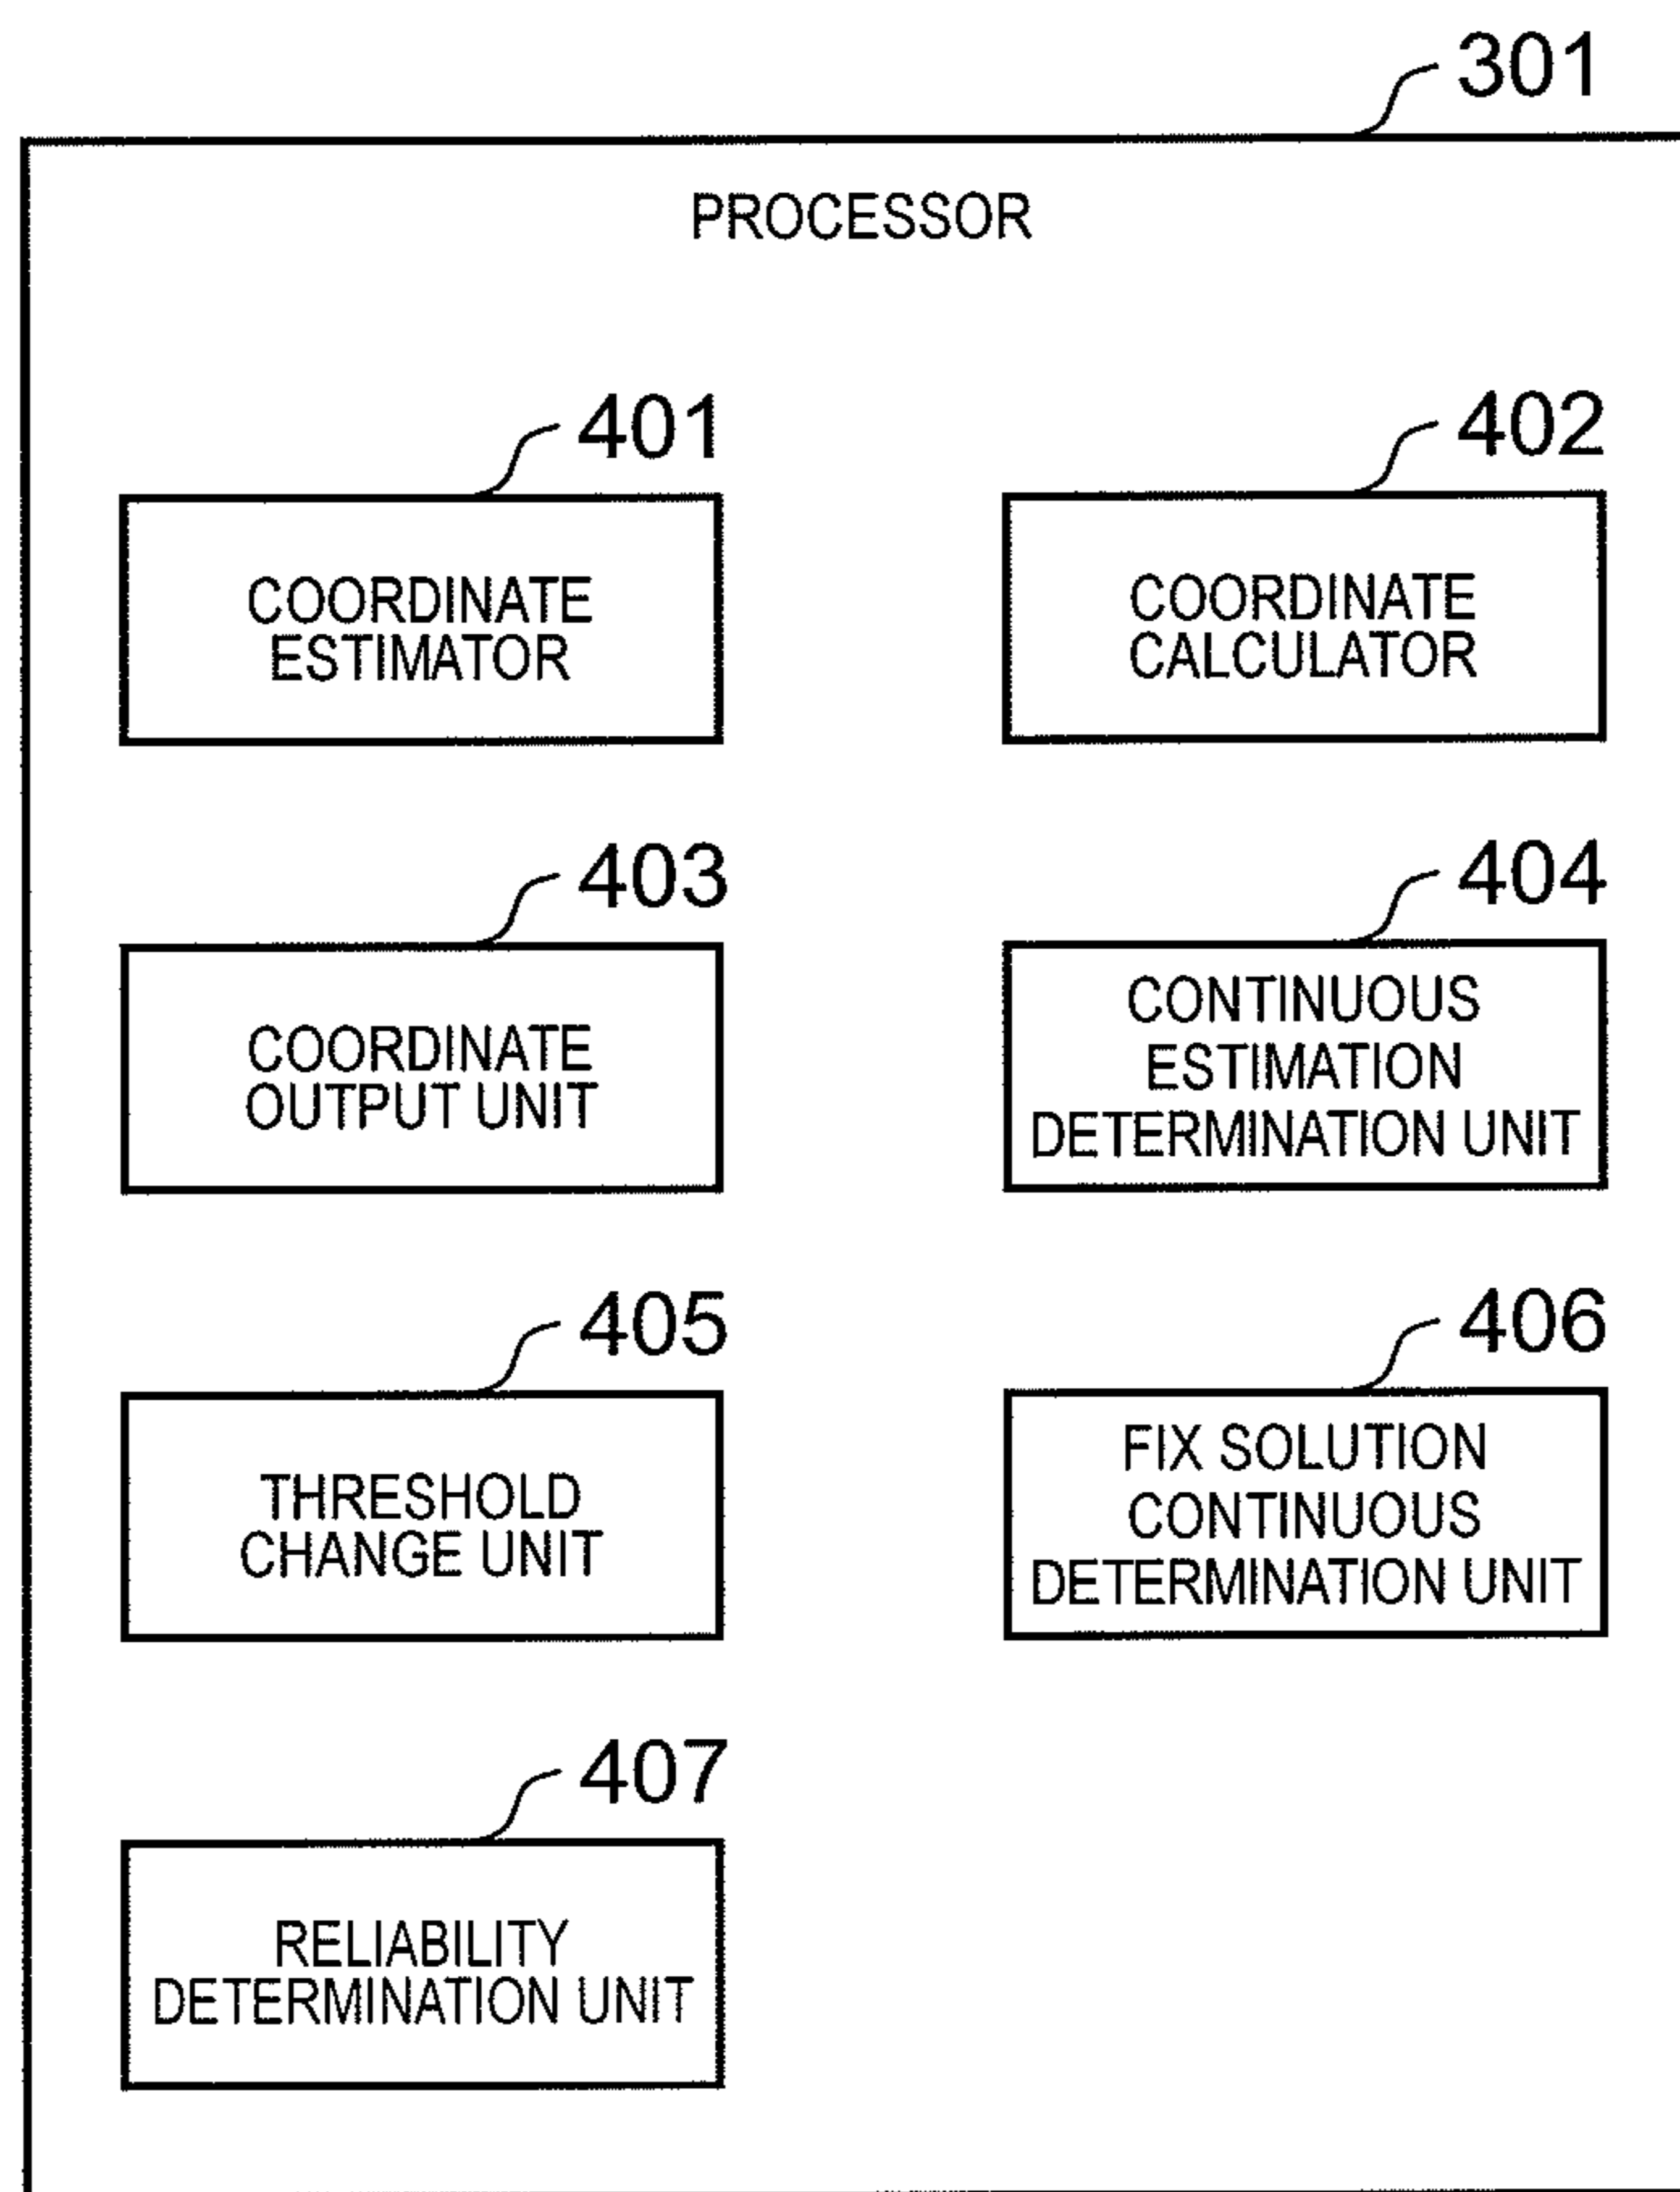 301
PROCESSOR
401
COORDINATE
ESTIMATOR
402
COORDINATE
CALCULATOR
403
COORDINATE
OUTPUT UNIT
404
CONTINUOUS
ESTIMATION
DETERMINATION UNIT
405
THRESHOLD
CHANGE UNIT
406
FIX SOLUTION
CONTINUOUS
DETERMINATION UNIT
407
RELIABILITY
DETERMINATION UNIT